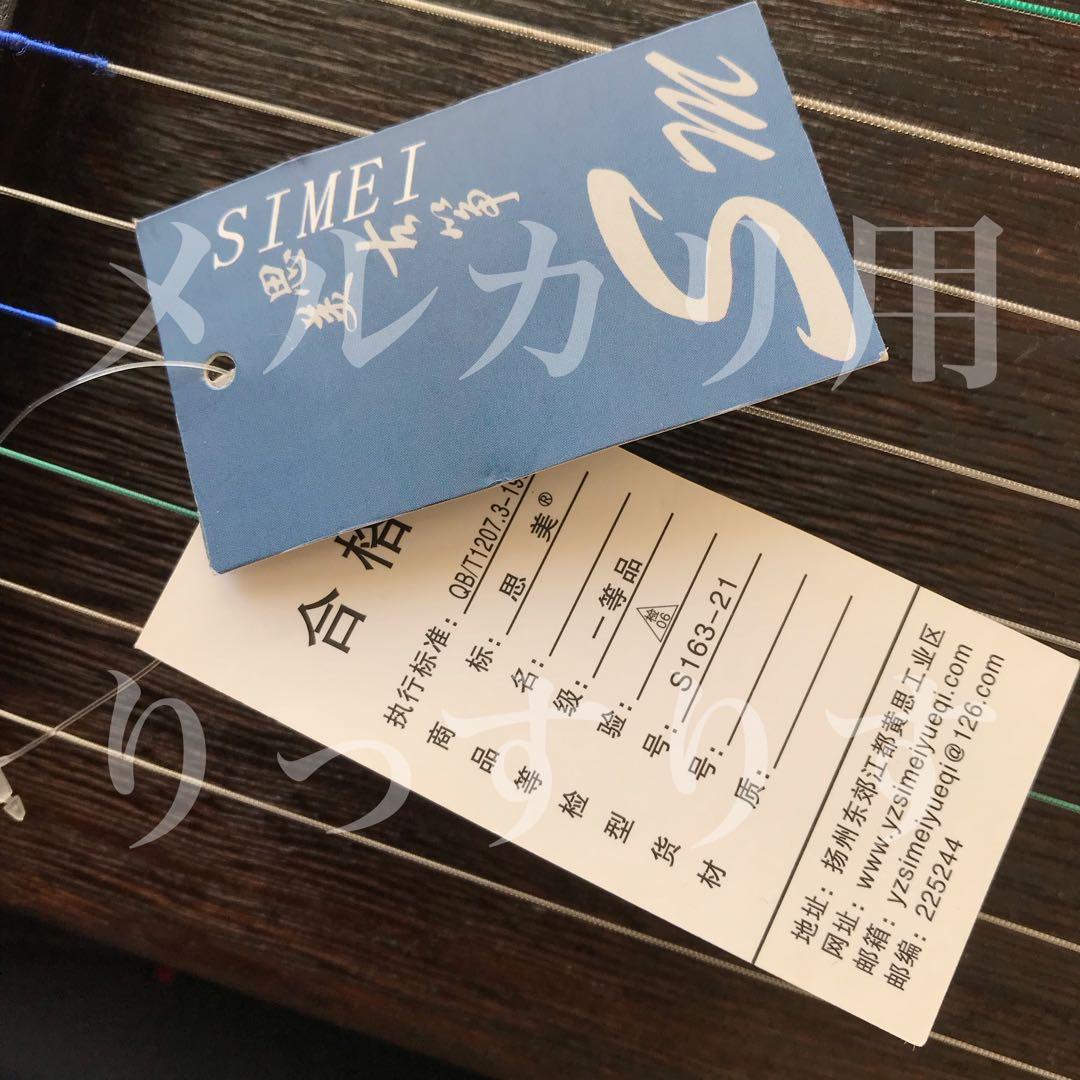 SIMEI
思美古筝
Sm
合格
执行标准：QB/T1207.3-19
商标：思美®
品名：
等级：一等品
检验：检06
型号：S163-21
货号：
材质：
地址：扬州东郊江都黄思工业区
网址：www.yzsimeiyueqi.com
邮箱：yzsimeiyueqi@126.com
邮编：225244
メルカリ用
りっすりす